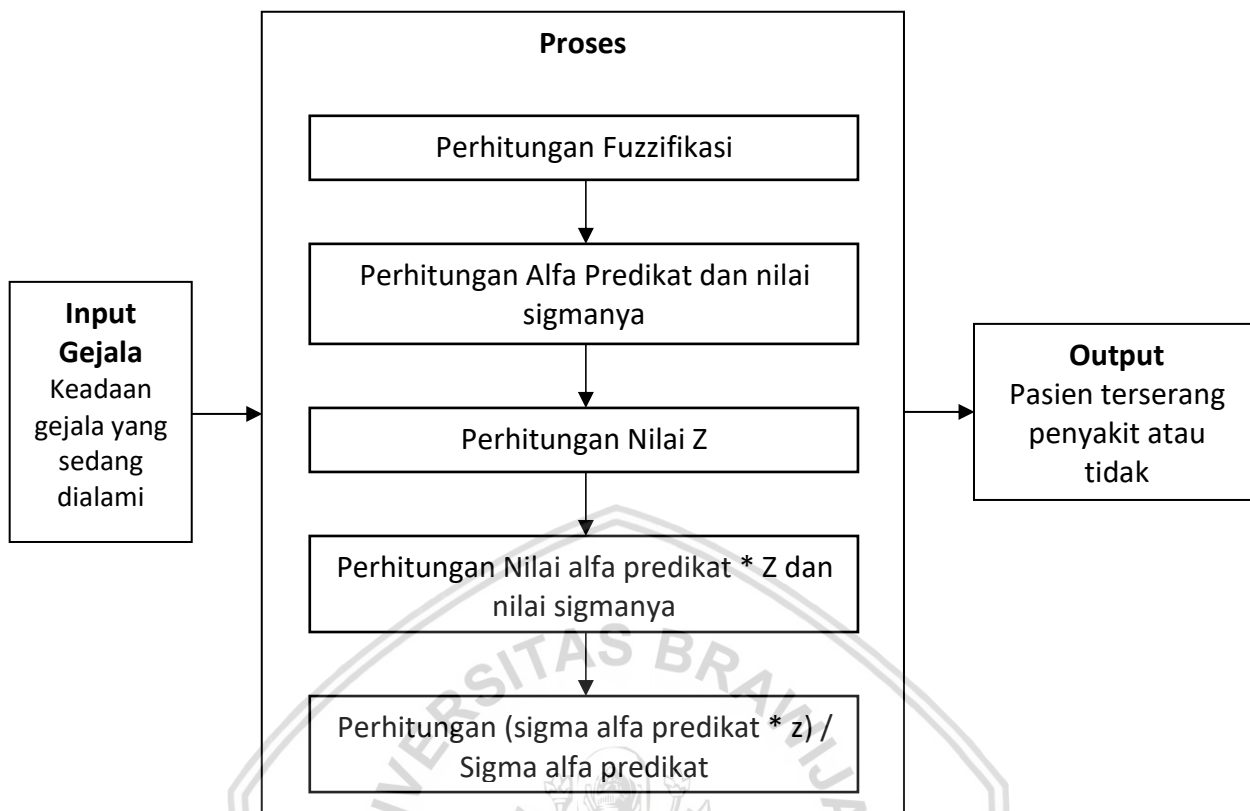 Input
Gejala
Keadaan
gejala yang
sedang
dialami
Proses
Perhitungan Fuzzifikasi
Perhitungan Alfa Predikat dan nilai
sigmanya
Perhitungan Nilai Z
Perhitungan Nilai alfa predikat * Z dan
nilai sigmanya
Perhitungan (sigma alfa predikat * z) /
Sigma alfa predikat
Output
Pasien terserang
penyakit atau
tidak